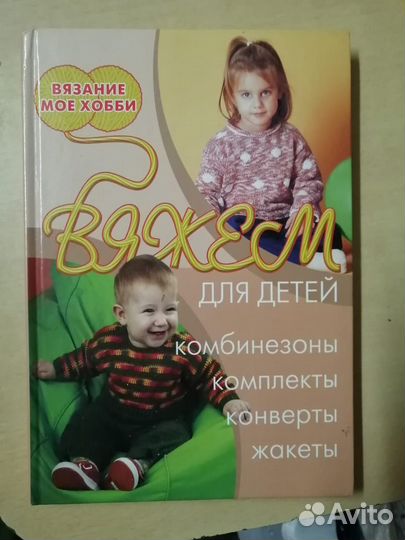 ВЯЗАНИЕ
МОЕ ХОББИ
ВЯЖЕМ
ДЛЯ ДЕТЕЙ
комбинезоны
комплекты
конверты
жакеты
Avito